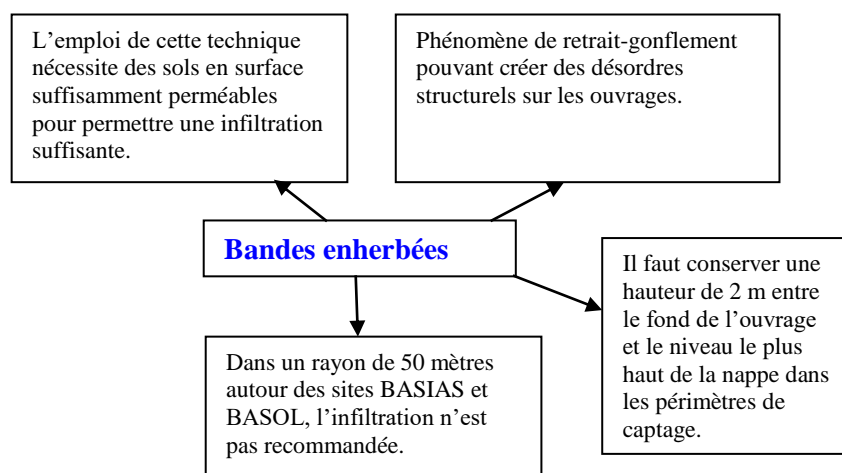 L’emploi de cette technique
nécessite des sols en surface
suffisamment perméables
pour permettre une infiltration
suffisante.
Phénomène de retrait-gonflement
pouvant créer des désordres
structurels sur les ouvrages.
Bandes enherbées
Il faut conserver une
hauteur de 2 m entre
le fond de l’ouvrage
et le niveau le plus
haut de la nappe dans
les périmètres de
captage.
Dans un rayon de 50 mètres
autour des sites BASIAS et
BASOL, l’infiltration n’est
pas recommandée.